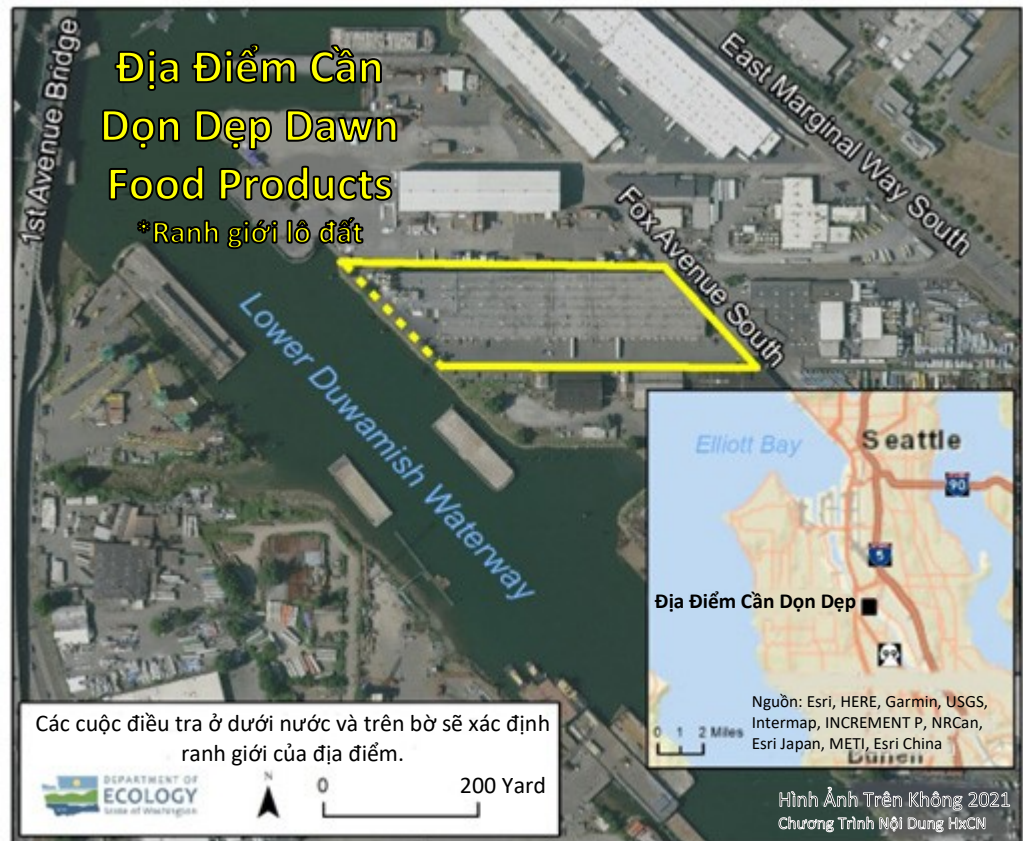 Địa Điểm Cần
Dọn Dẹp Dawn
Food Products
*Ranh giới lô đất
1st Avenue Bridge
East Marginal Way South
Fox Avenue South
Lower Duwamish Waterway
Elliott Bay
Seattle
90
5
Địa Điểm Cần Dọn Dẹp
99
Nguồn: Esri, HERE, Garmin, USGS,
Intermap, INCREMENT P, NRCan,
Esri Japan, METI, Esri China
0 1 2 Miles
Burien
Các cuộc điều tra ở dưới nước và trên bờ sẽ xác định
ranh giới của địa điểm.
DEPARTMENT OF
ECOLOGY
State of Washington
N
0 200 Yard
Hình Ảnh Trên Không 2021
Chương Trình Nội Dung HxCN